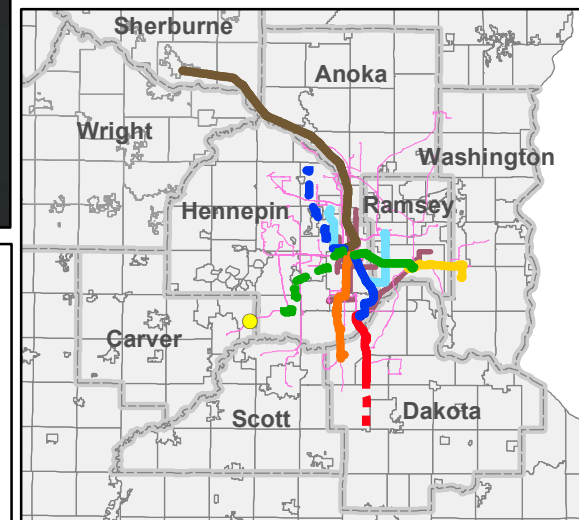 Sherburne
Anoka
Wright
Washington
Hennepin
Ramsey
Carver
Scott
Dakota